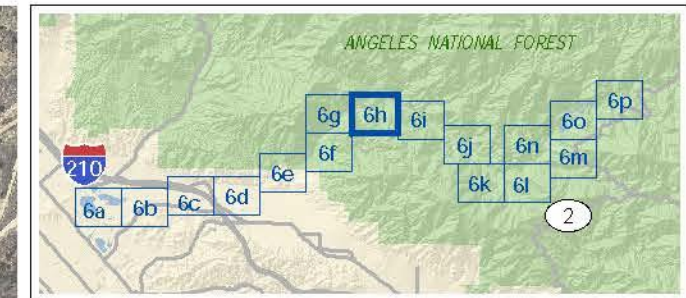 ANGELES NATIONAL FOREST
6p
6g 6h 6i 6o
6f 6j 6n 6m
210 6e
6a 6b 6c 6d 6k 6l
2